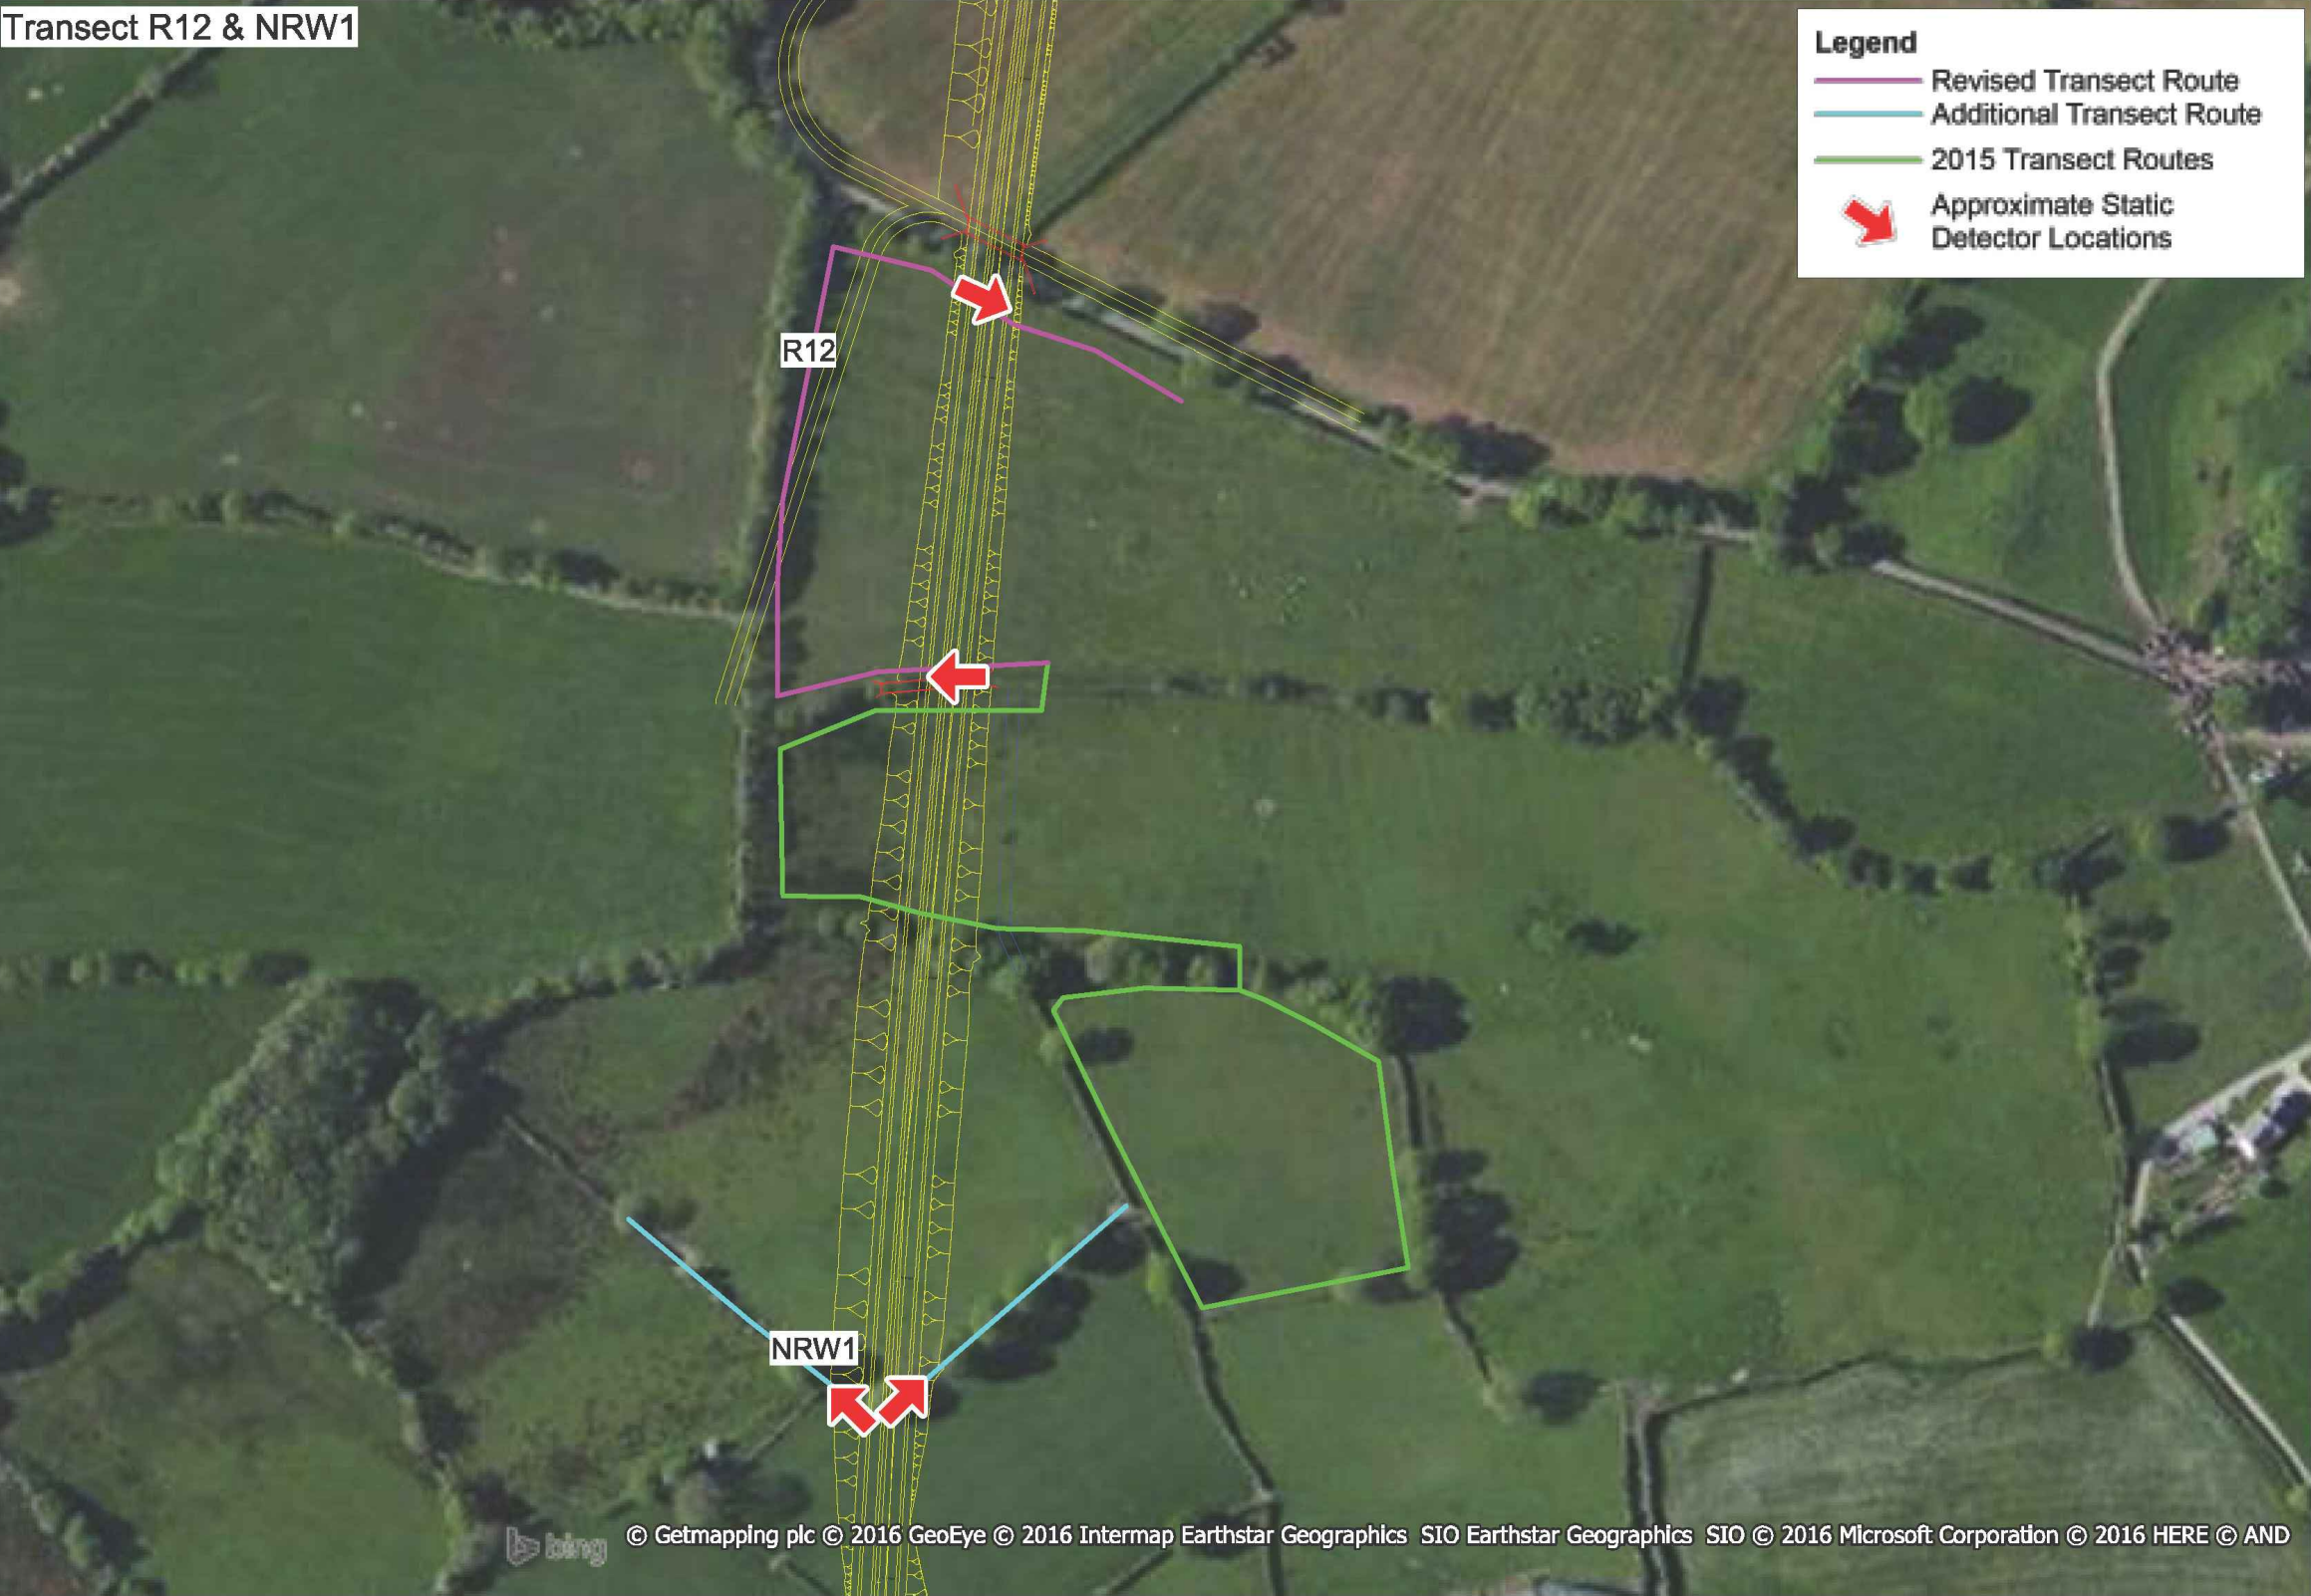 Transect R12 & NRW1
Legend
Revised Transect Route
Additional Transect Route
2015 Transect Routes
Approximate Static
Detector Locations
R12
NRW1
bing
© Getmapping plc © 2016 GeoEye © 2016 Intermap Earthstar Geographics SIO Earthstar Geographics SIO © 2016 Microsoft Corporation © 2016 HERE © AND